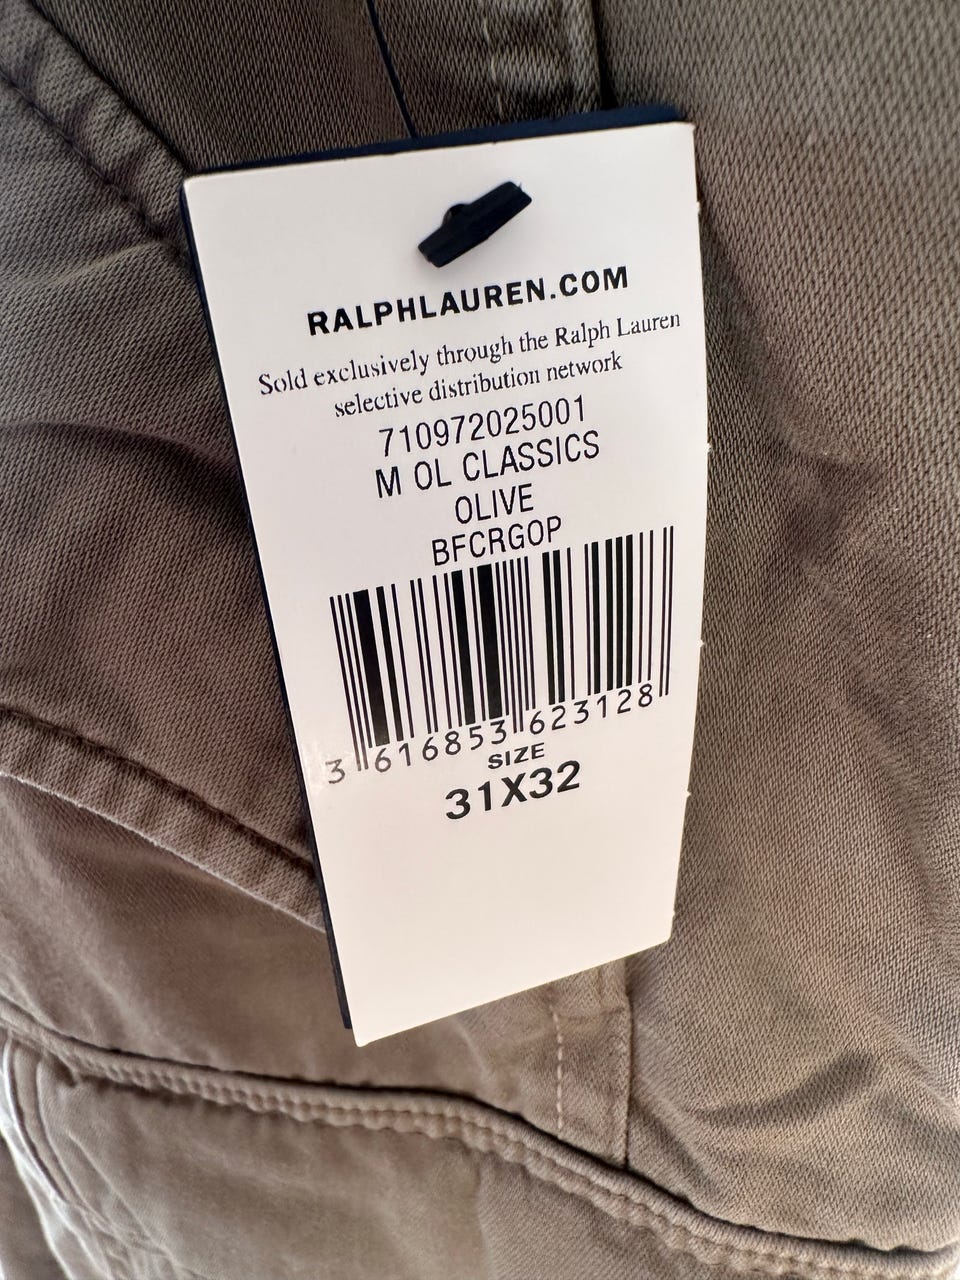 RALPHLAUREN.COM
Sold exclusively through the Ralph Lauren
selective distribution network
710972025001
M OL CLASSICS
OLIVE
BFCRGOP
3 616853 623128
SIZE
31X32